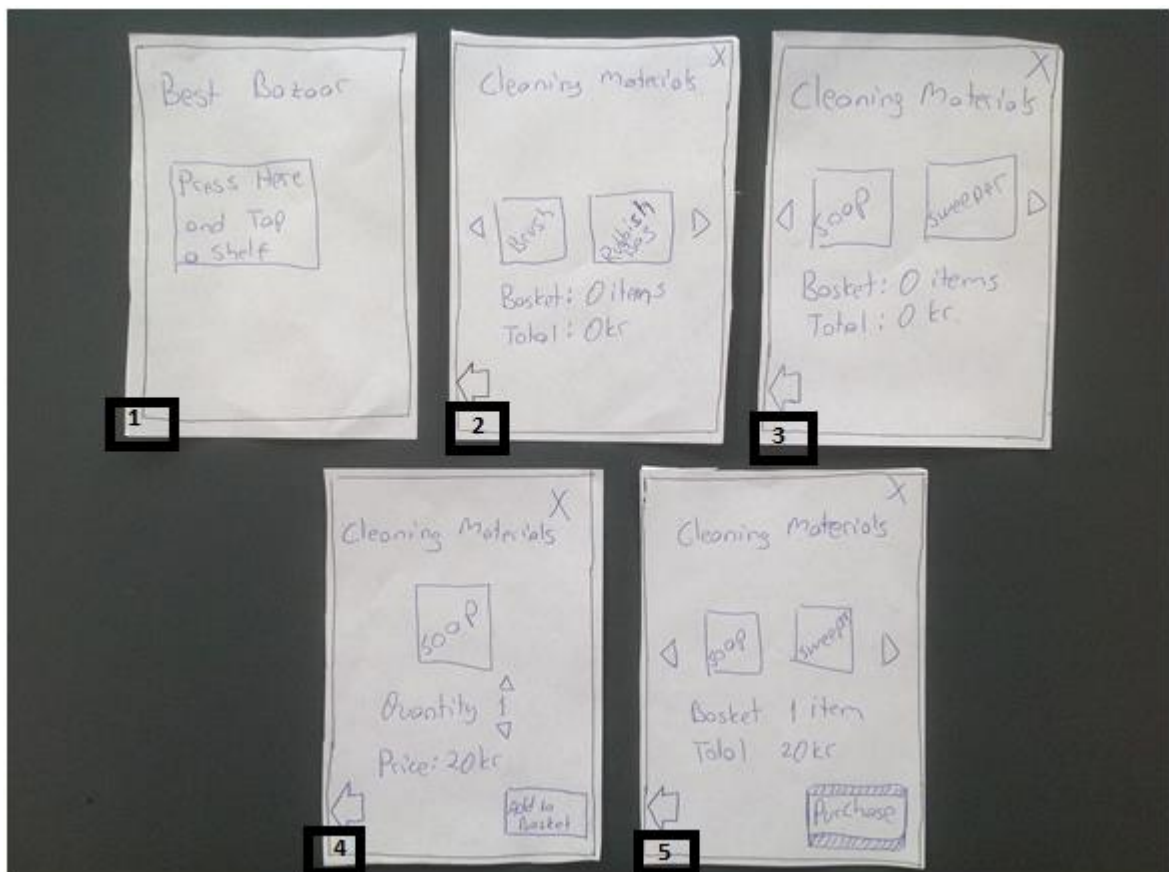 Best Bazaar
Press Here
and Tap
a Shelf
1
X
Cleaning Materials
Brush
Rubbish
Bag
Basket: 0 items
Total: 0kr
2
X
Cleaning Materials
soap
sweeper
Basket: 0 items
Total: 0 kr.
3
X
Cleaning Materials
soap
Quantity 1
Price: 20kr
Add to
Basket
4
X
Cleaning Materials
soap
sweeper
Basket 1 item
Total 20kr
Purchase
5